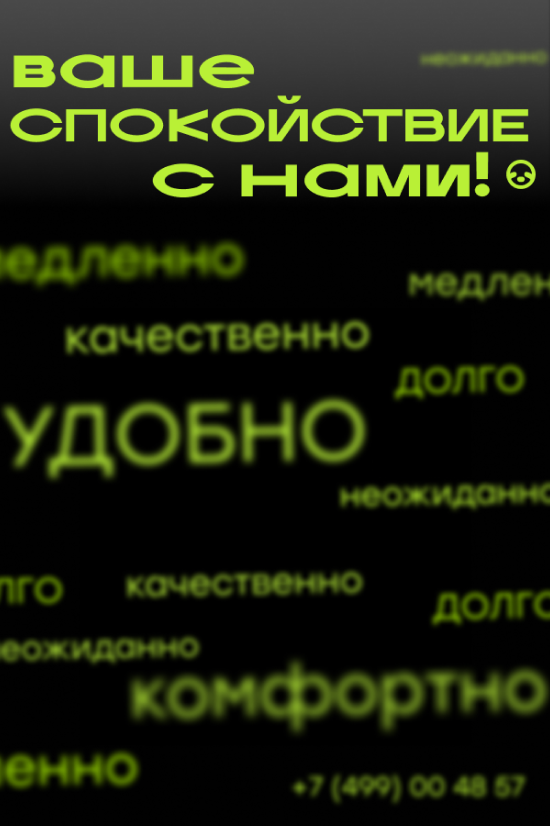 неожиданно
ваше
СПОКОЙСТВИЕ
с нами!
медленно
медлен
качественно
долго
УДОБНО
неожиданно
лго
качественно
долго
неожиданно
комфортно
енно
+7 (499) 00 48 57